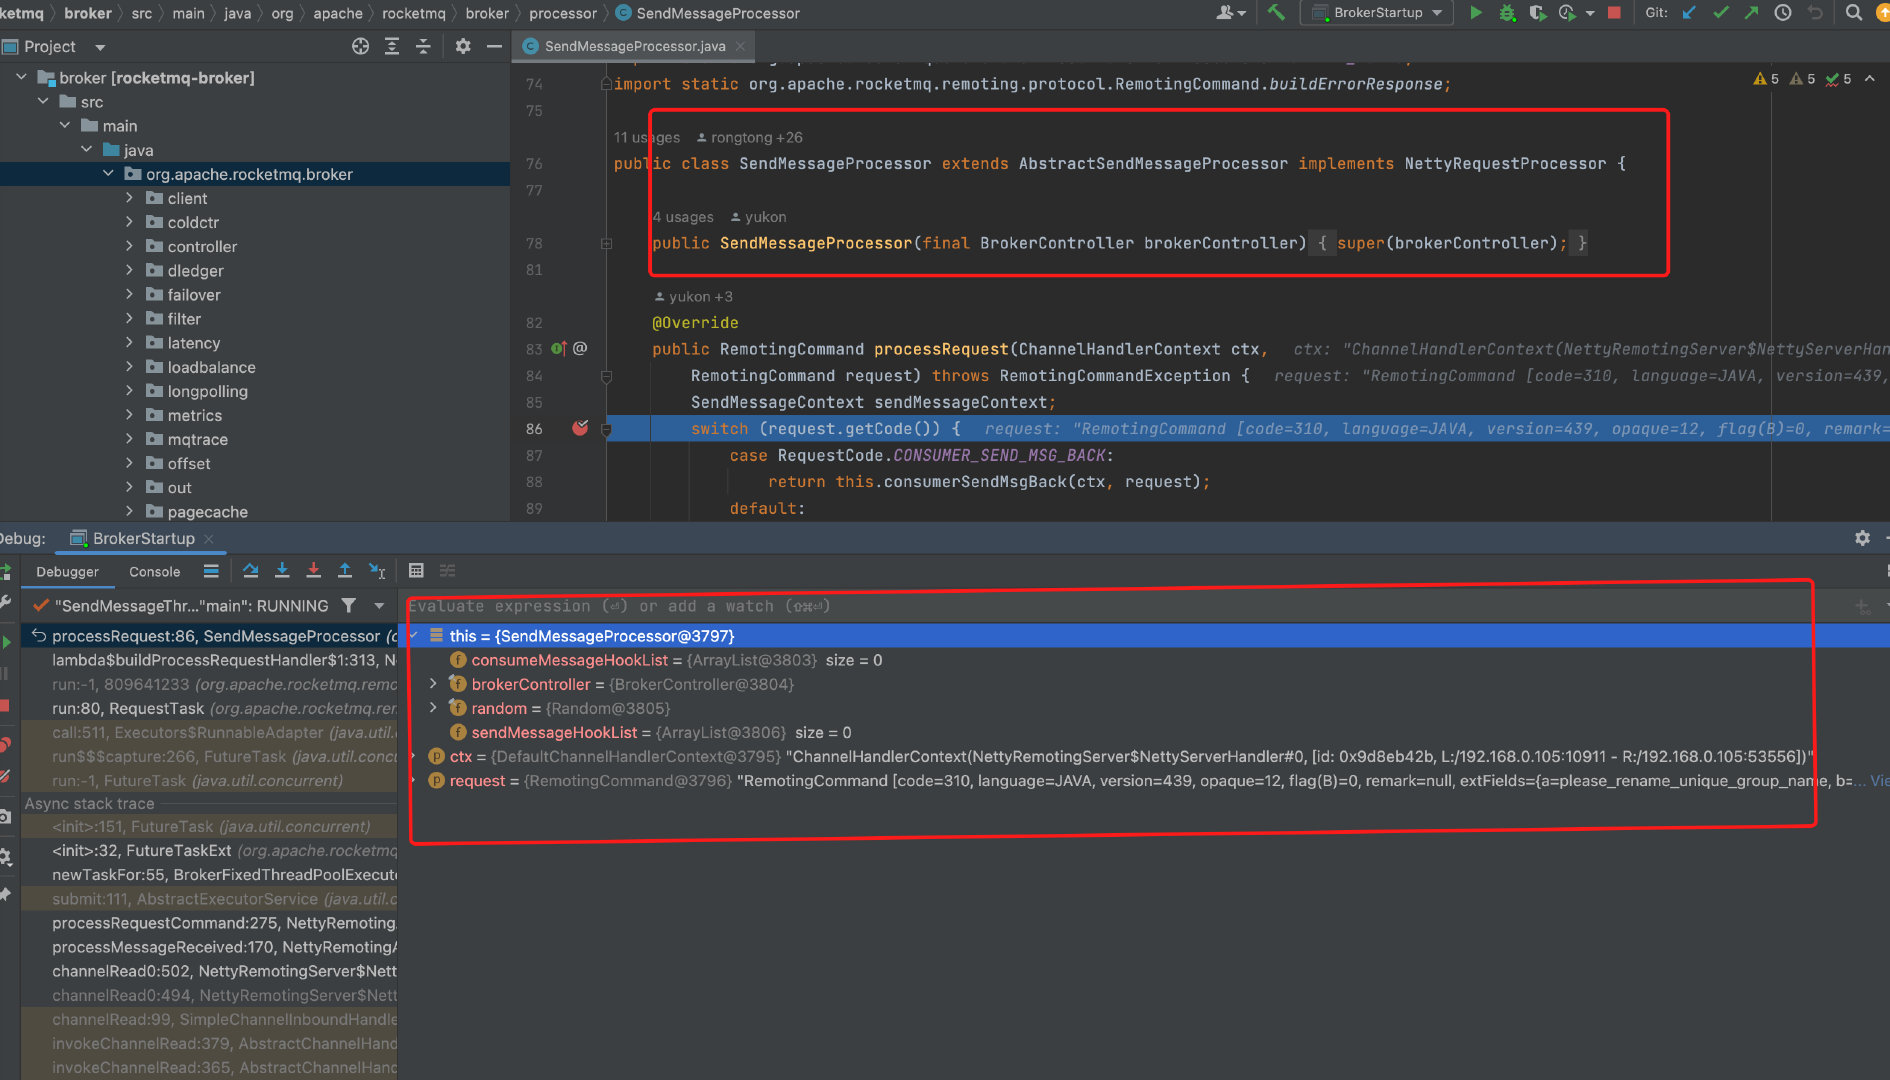 ketmq › broker › src › main › java › org › apache › rocketmq › broker › processor › SendMessageProcessor
BrokerStartup
Git:
Project
SendMessageProcessor.java
broker [rocketmq-broker]
src
main
java
org.apache.rocketmq.broker
client
coldctr
controller
dledger
failover
filter
latency
loadbalance
longpolling
metrics
mqtrace
offset
out
pagecache
5 5 5
74 import static org.apache.rocketmq.remoting.protocol.RemotingCommand.buildErrorResponse;
75
11 usages rongtong +26
76 public class SendMessageProcessor extends AbstractSendMessageProcessor implements NettyRequestProcessor {
77
4 usages yukon
78 public SendMessageProcessor(final BrokerController brokerController) { super(brokerController); }
81
yukon +3
82 @Override
83 @ public RemotingCommand processRequest(ChannelHandlerContext ctx, ctx: "ChannelHandlerContext(NettyRemotingServer$NettyServerHan
84 RemotingCommand request) throws RemotingCommandException { request: "RemotingCommand [code=310, language=JAVA, version=439,
85 SendMessageContext sendMessageContext;
86 switch (request.getCode()) { request: "RemotingCommand [code=310, language=JAVA, version=439, opaque=12, flag(B)=0, remark=
87 case RequestCode.CONSUMER_SEND_MSG_BACK:
88 return this.consumerSendMsgBack(ctx, request);
89 default:
Debug: BrokerStartup
Debugger Console
"SendMessageThr..."main": RUNNING
processRequest:86, SendMessageProcessor (o
lambda$buildProcessRequestHandler$1:313, N
run:-1, 809641233 (org.apache.rocketmq.remo
run:80, RequestTask (org.apache.rocketmq.rem
call:511, Executors$RunnableAdapter (java.util.
run$$$capture:266, FutureTask (java.util.conc
run:-1, FutureTask (java.util.concurrent)
Async stack trace
<init>:151, FutureTask (java.util.concurrent)
<init>:32, FutureTaskExt (org.apache.rocketmq
newTaskFor:55, BrokerFixedThreadPoolExecut
submit:111, AbstractExecutorService (java.util.c
processRequestCommand:275, NettyRemoting
processMessageReceived:170, NettyRemotingA
channelRead0:502, NettyRemotingServer$Nett
channelRead0:494, NettyRemotingServer$Nett
channelRead:99, SimpleChannelInboundHandle
invokeChannelRead:379, AbstractChannelHand
invokeChannelRead:365, AbstractChannelHand
Evaluate expression (⏎) or add a watch (⇧⌘⏎)
this = {SendMessageProcessor@3797}
consumeMessageHookList = {ArrayList@3803} size = 0
brokerController = {BrokerController@3804}
random = {Random@3805}
sendMessageHookList = {ArrayList@3806} size = 0
ctx = {DefaultChannelHandlerContext@3795} "ChannelHandlerContext(NettyRemotingServer$NettyServerHandler#0, [id: 0x9d8eb42b, L:/192.168.0.105:10911 - R:/192.168.0.105:53556])"
request = {RemotingCommand@3796} "RemotingCommand [code=310, language=JAVA, version=439, opaque=12, flag(B)=0, remark=null, extFields={a=please_rename_unique_group_name, b=... Vie